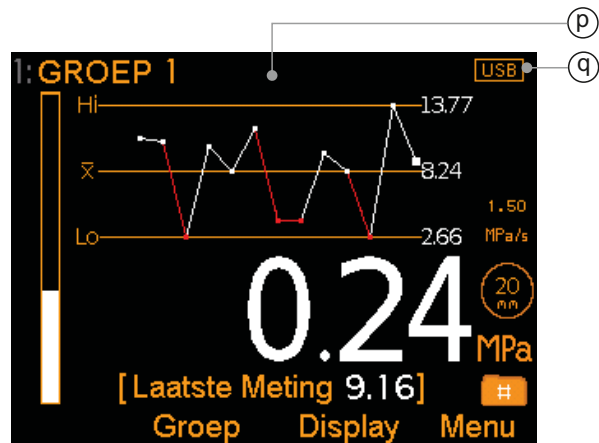 p
1: GROEP 1 USB q
Hi 13.77
x̅ 8.24
1.50
Lo 2.66 MPa/s
20
mm
0.24 MPa
[Laatste Meting 9.16] #
Groep Display Menu